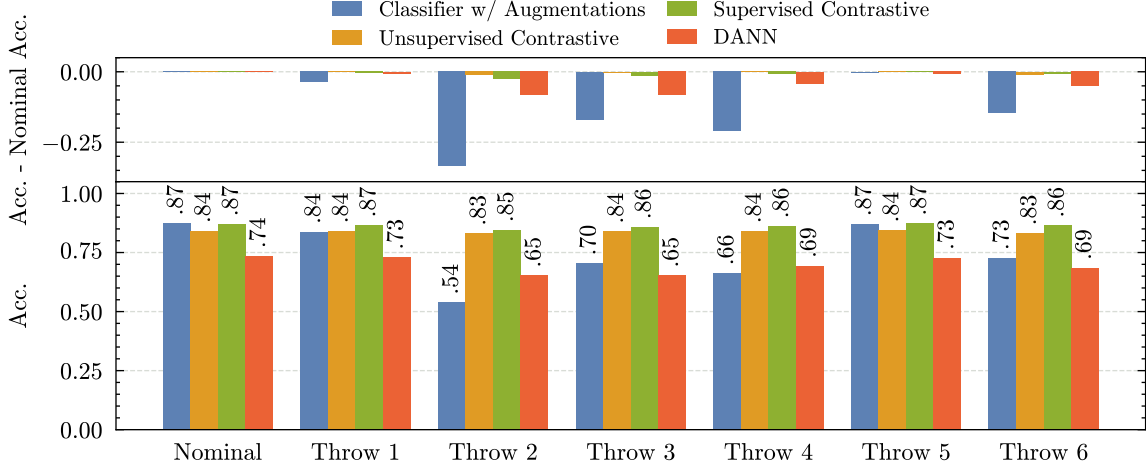 Classifier w/ Augmentations
Supervised Contrastive
Unsupervised Contrastive
DANN
Acc. - Nominal Acc.
0.00
−0.25
Acc.
1.00
0.75
0.50
0.25
0.00
.87 .84 .87 .74
.84 .84 .87 .73
.54 .83 .85 .65
.70 .84 .86 .65
.66 .84 .86 .69
.87 .84 .87 .73
.73 .83 .86 .69
Nominal Throw 1 Throw 2 Throw 3 Throw 4 Throw 5 Throw 6